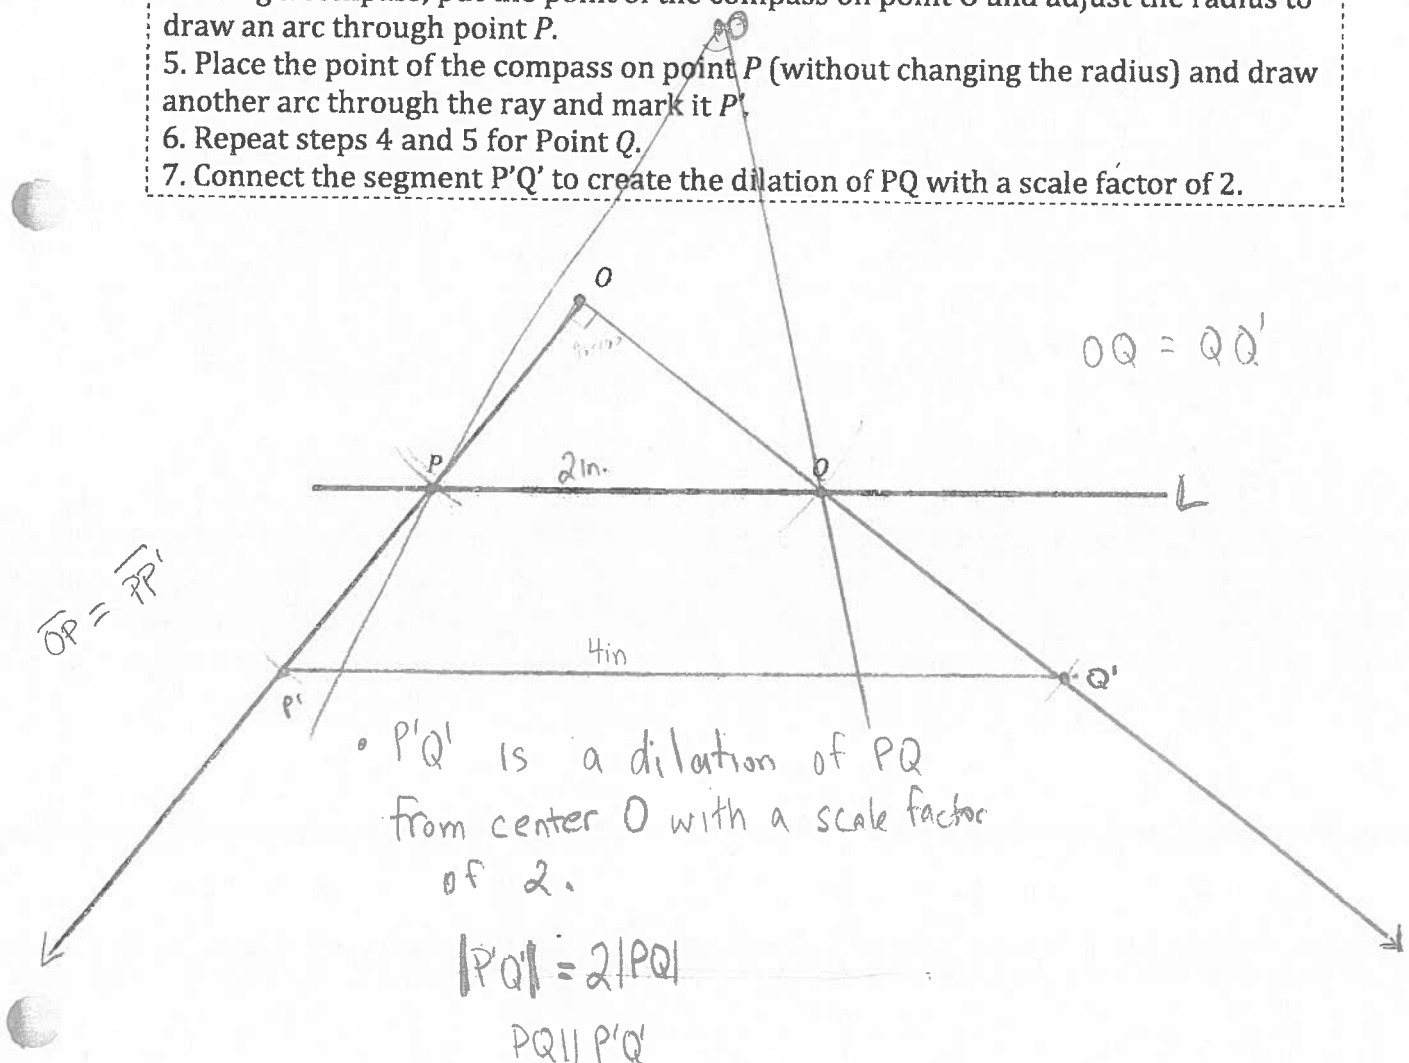 draw an arc through point P.
5. Place the point of the compass on point P (without changing the radius) and draw
another arc through the ray and mark it P'.
6. Repeat steps 4 and 5 for Point Q.
7. Connect the segment P'Q' to create the dilation of PQ with a scale factor of 2.
O
O
OQ = QQ'
P
2in.
Q
L
OP = PP'
4in
P'
Q'
• P'Q' is a dilation of PQ
from center O with a scale factor
of 2.
|P'Q'| = 2|PQ|
PQ || P'Q'